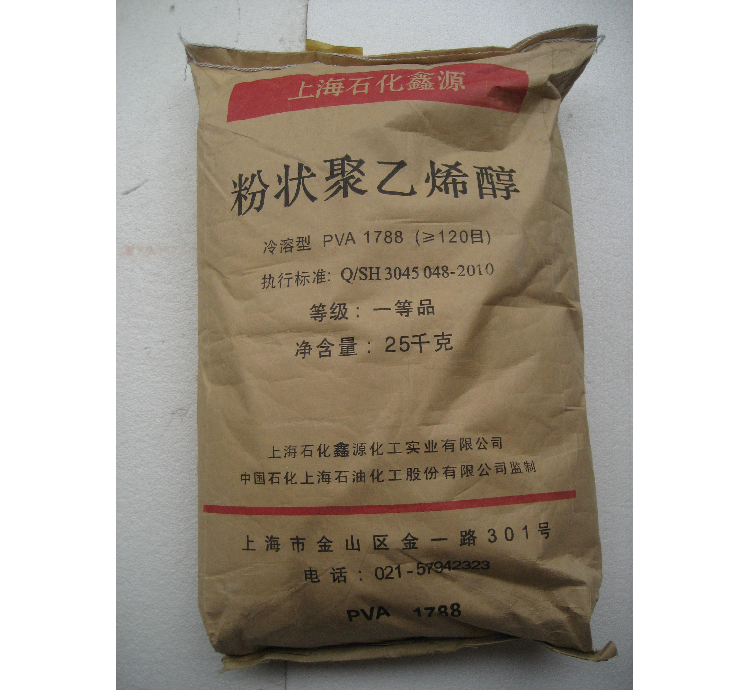 上海石化鑫源
粉状聚乙烯醇
冷溶型 PVA 1788 (≥120目)
执行标准: Q/SH 3045 048-2010
等级：一等品
净含量：25千克
上海石化鑫源化工实业有限公司
中国石化上海石油化工股份有限公司监制
上海市金山区金一路301号
电话：021-57942323
PVA 1788